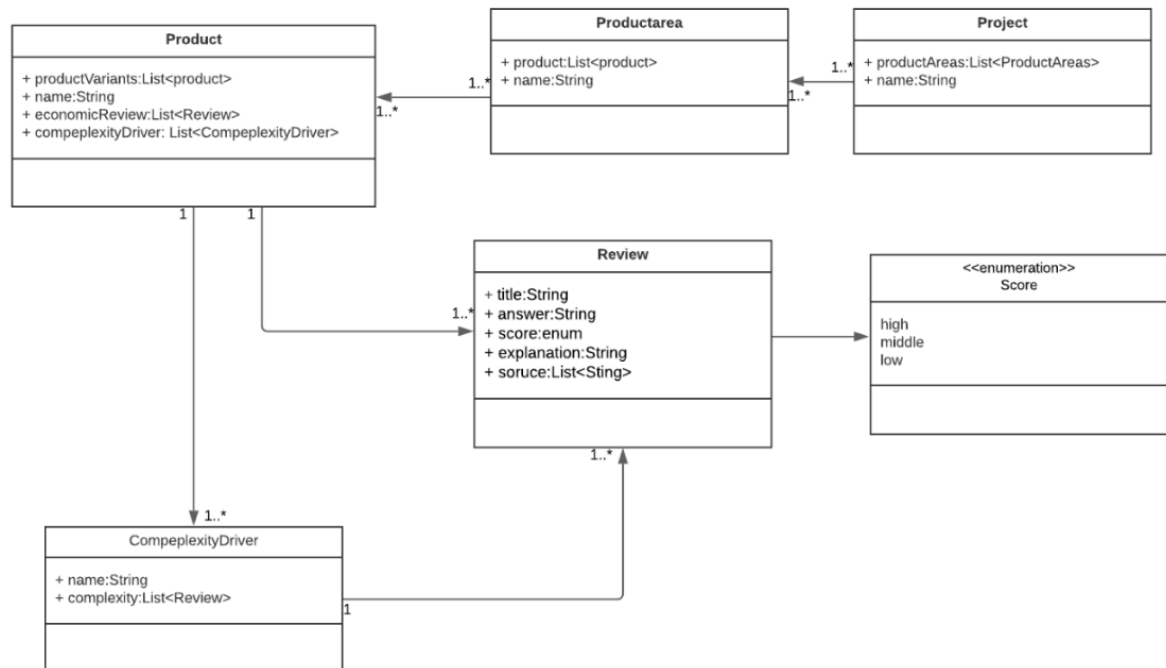 Product
+ productVariants:List<product>
+ name:String
+ economicReview:List<Review>
+ compeplexityDriver: List<CompeplexityDriver>
Productarea
+ product:List<product>
+ name:String
Project
+ productAreas:List<ProductAreas>
+ name:String
1..*
1..*
1..*
1..*
1
1
Review
+ title:String
+ answer:String
+ score:enum
+ explanation:String
+ soruce:List<Sting>
1..*
<<enumeration>>
Score
high
middle
low
1..*
1..*
CompeplexityDriver
+ name:String
+ complexity:List<Review>
1